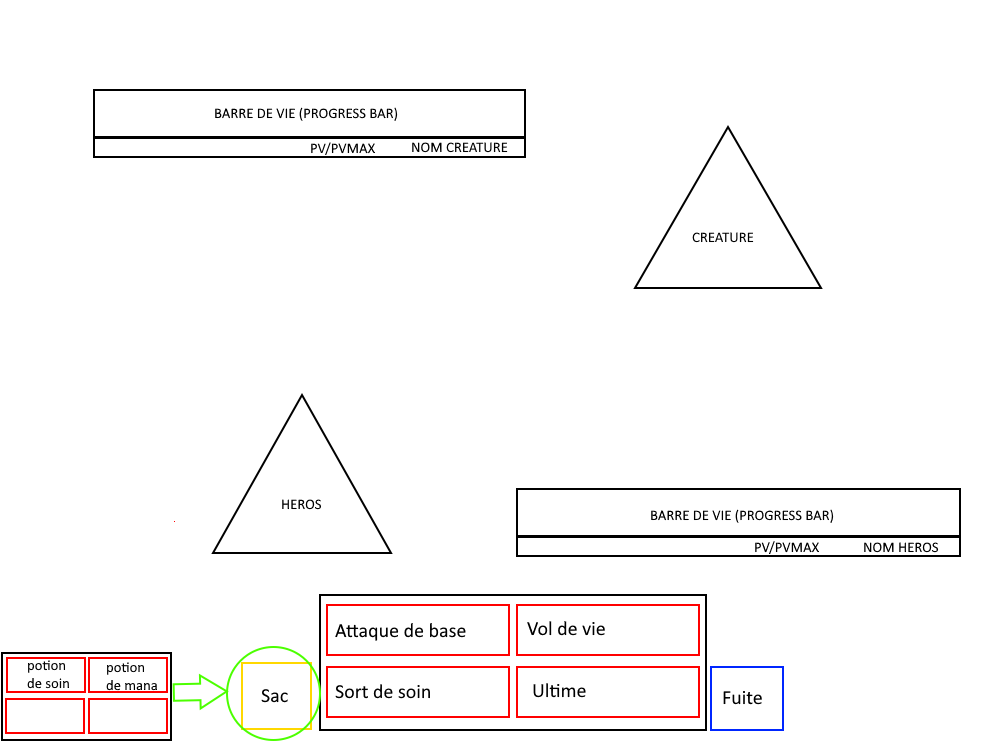 BARRE DE VIE (PROGRESS BAR)
PV/PVMAX NOM CREATURE
CREATURE
HEROS
BARRE DE VIE (PROGRESS BAR)
PV/PVMAX NOM HEROS
Attaque de base
Vol de vie
Sort de soin
Ultime
potion
de soin
potion
de mana
Sac
Fuite